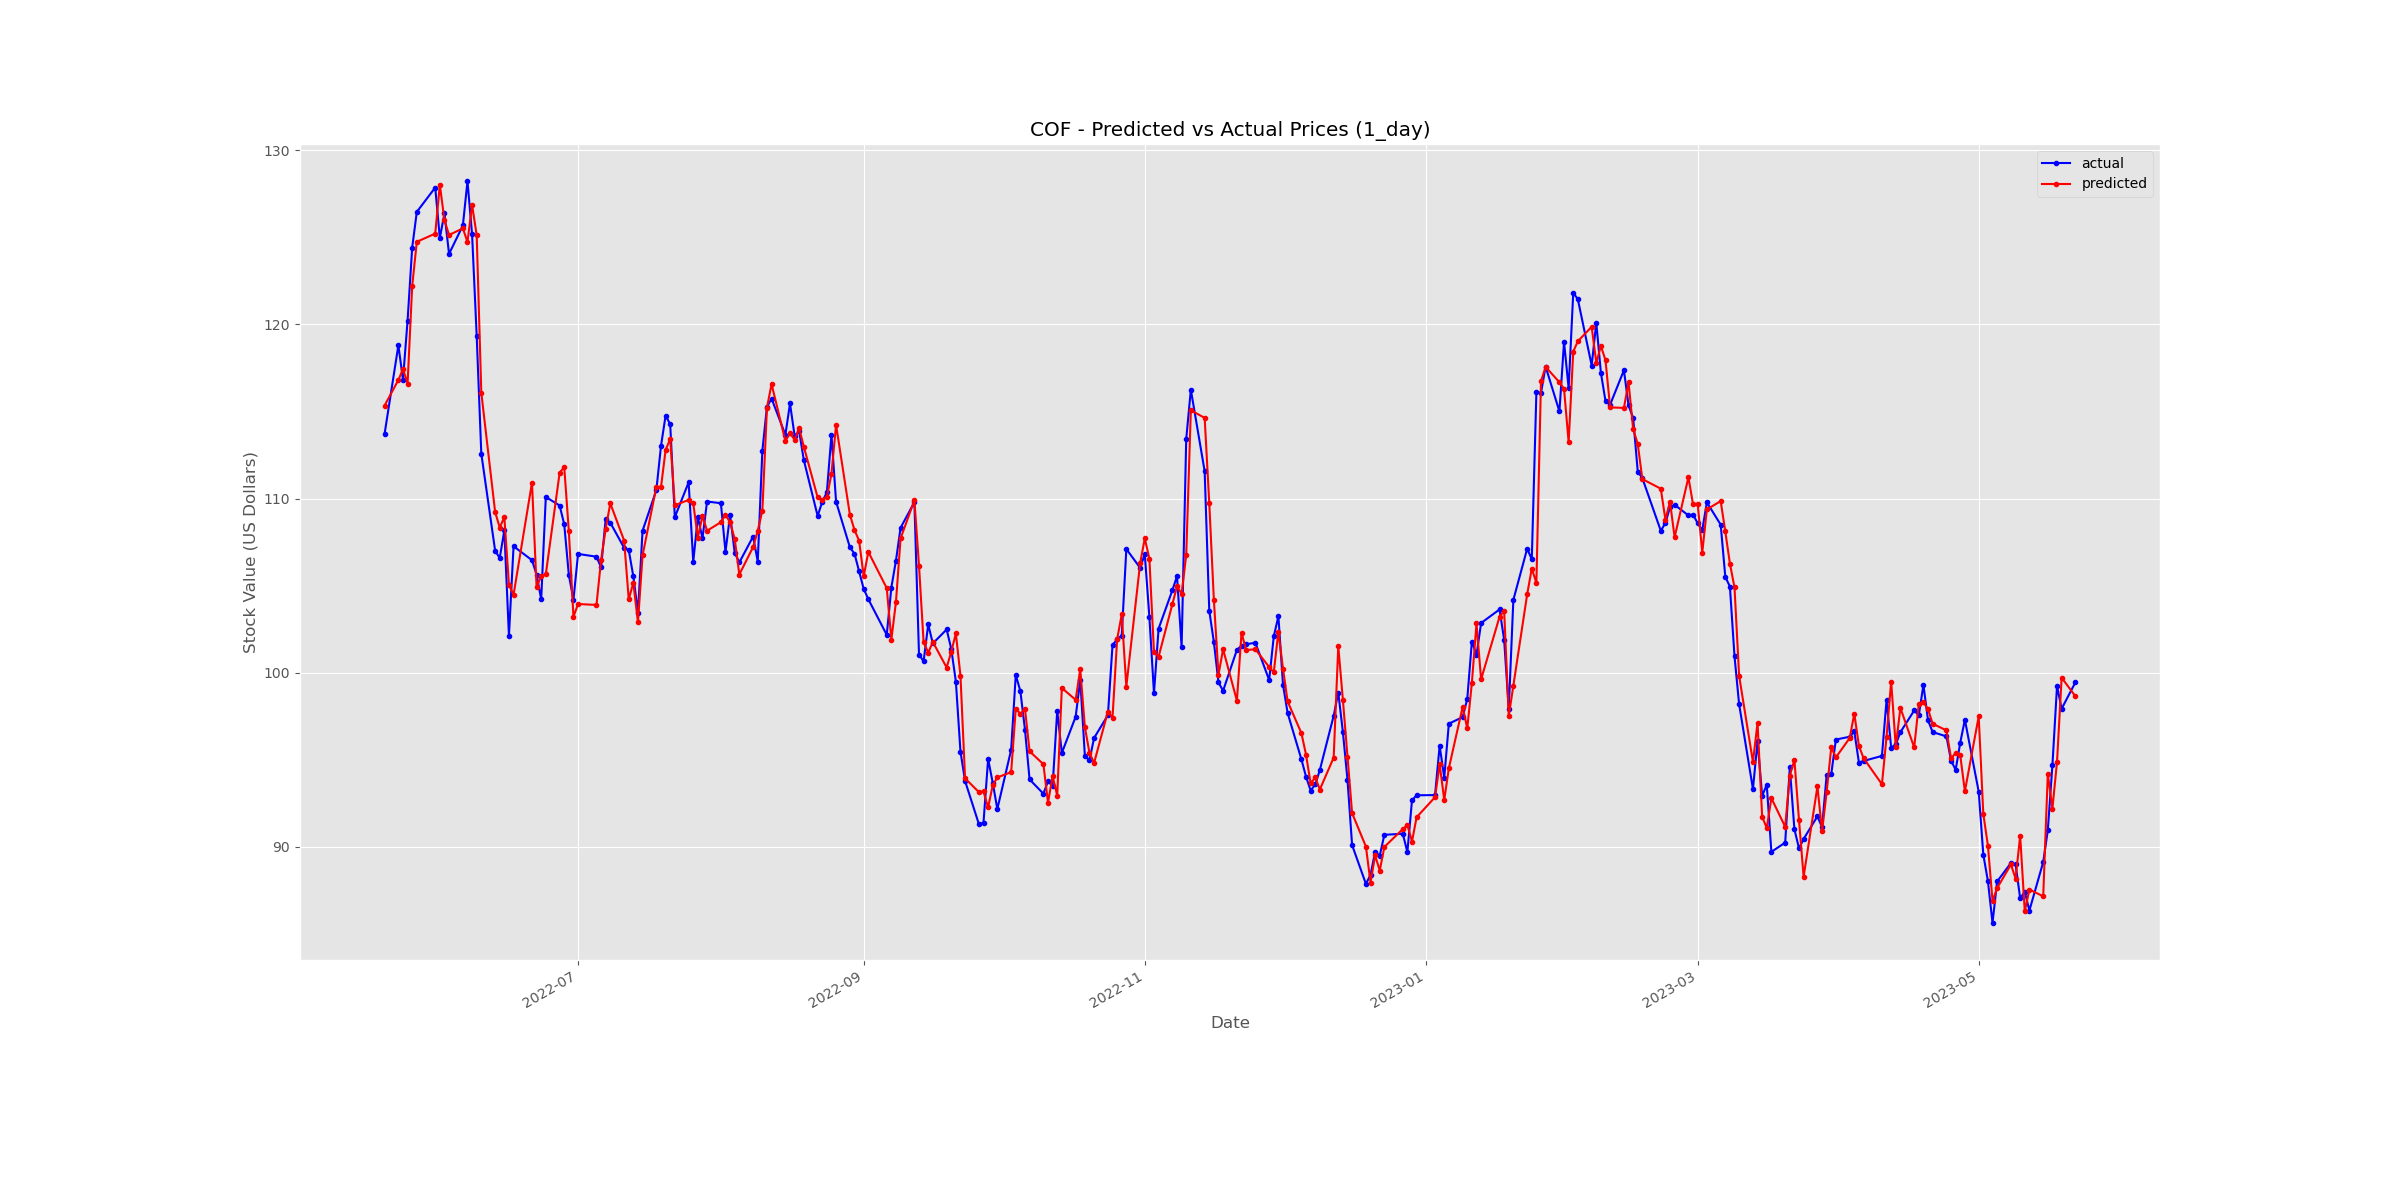 COF - Predicted vs Actual Prices (1_day)
actual
predicted
Stock Value (US Dollars)
130
120
110
100
90
2022-07
2022-09
2022-11
2023-01
2023-03
2023-05
Date